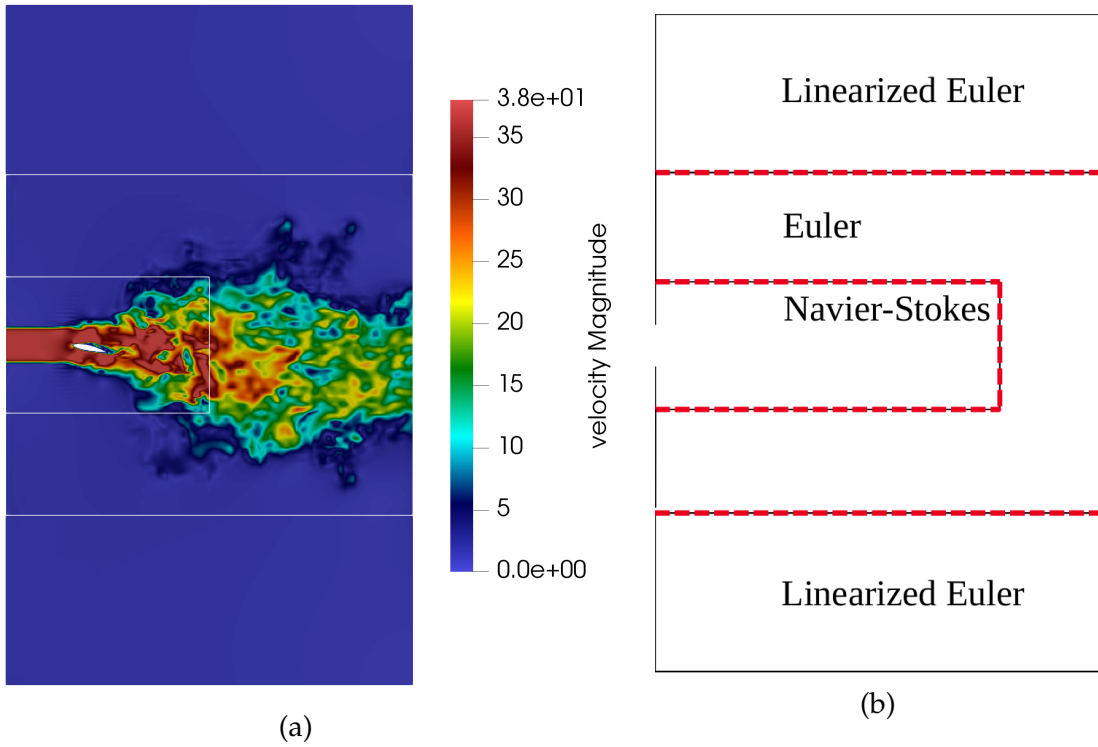 3.8e+01
35
30
25
20
15
10
5
0.0e+00
velocity Magnitude
(a)
Linearized Euler
Euler
Navier-Stokes
Linearized Euler
(b)